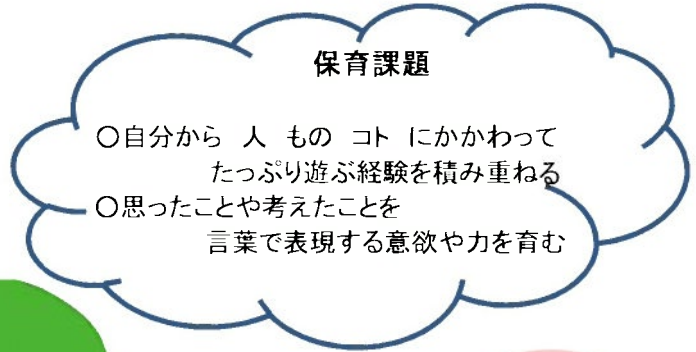 保育課題
〇自分から　人　もの　コト　にかかわって
たっぷり遊ぶ経験を積み重ねる
〇思ったことや考えたことを
言葉で表現する意欲や力を育む